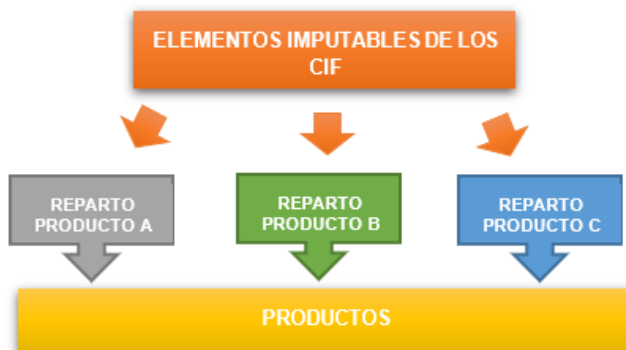 ELEMENTOS IMPUTABLES DE LOS
CIF
REPARTO
PRODUCTO A
REPARTO
PRODUCTO B
REPARTO
PRODUCTO C
PRODUCTOS